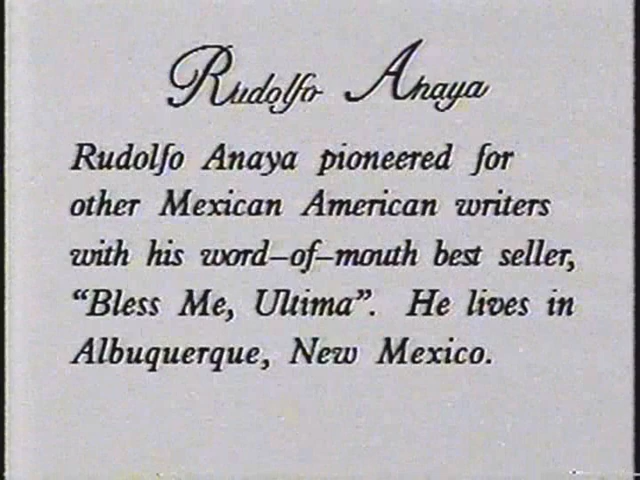 Rudolfo Anaya
Rudolfo Anaya pioneered for
other Mexican American writers
with his word-of-mouth best seller,
“Bless Me, Ultima”. He lives in
Albuquerque, New Mexico.